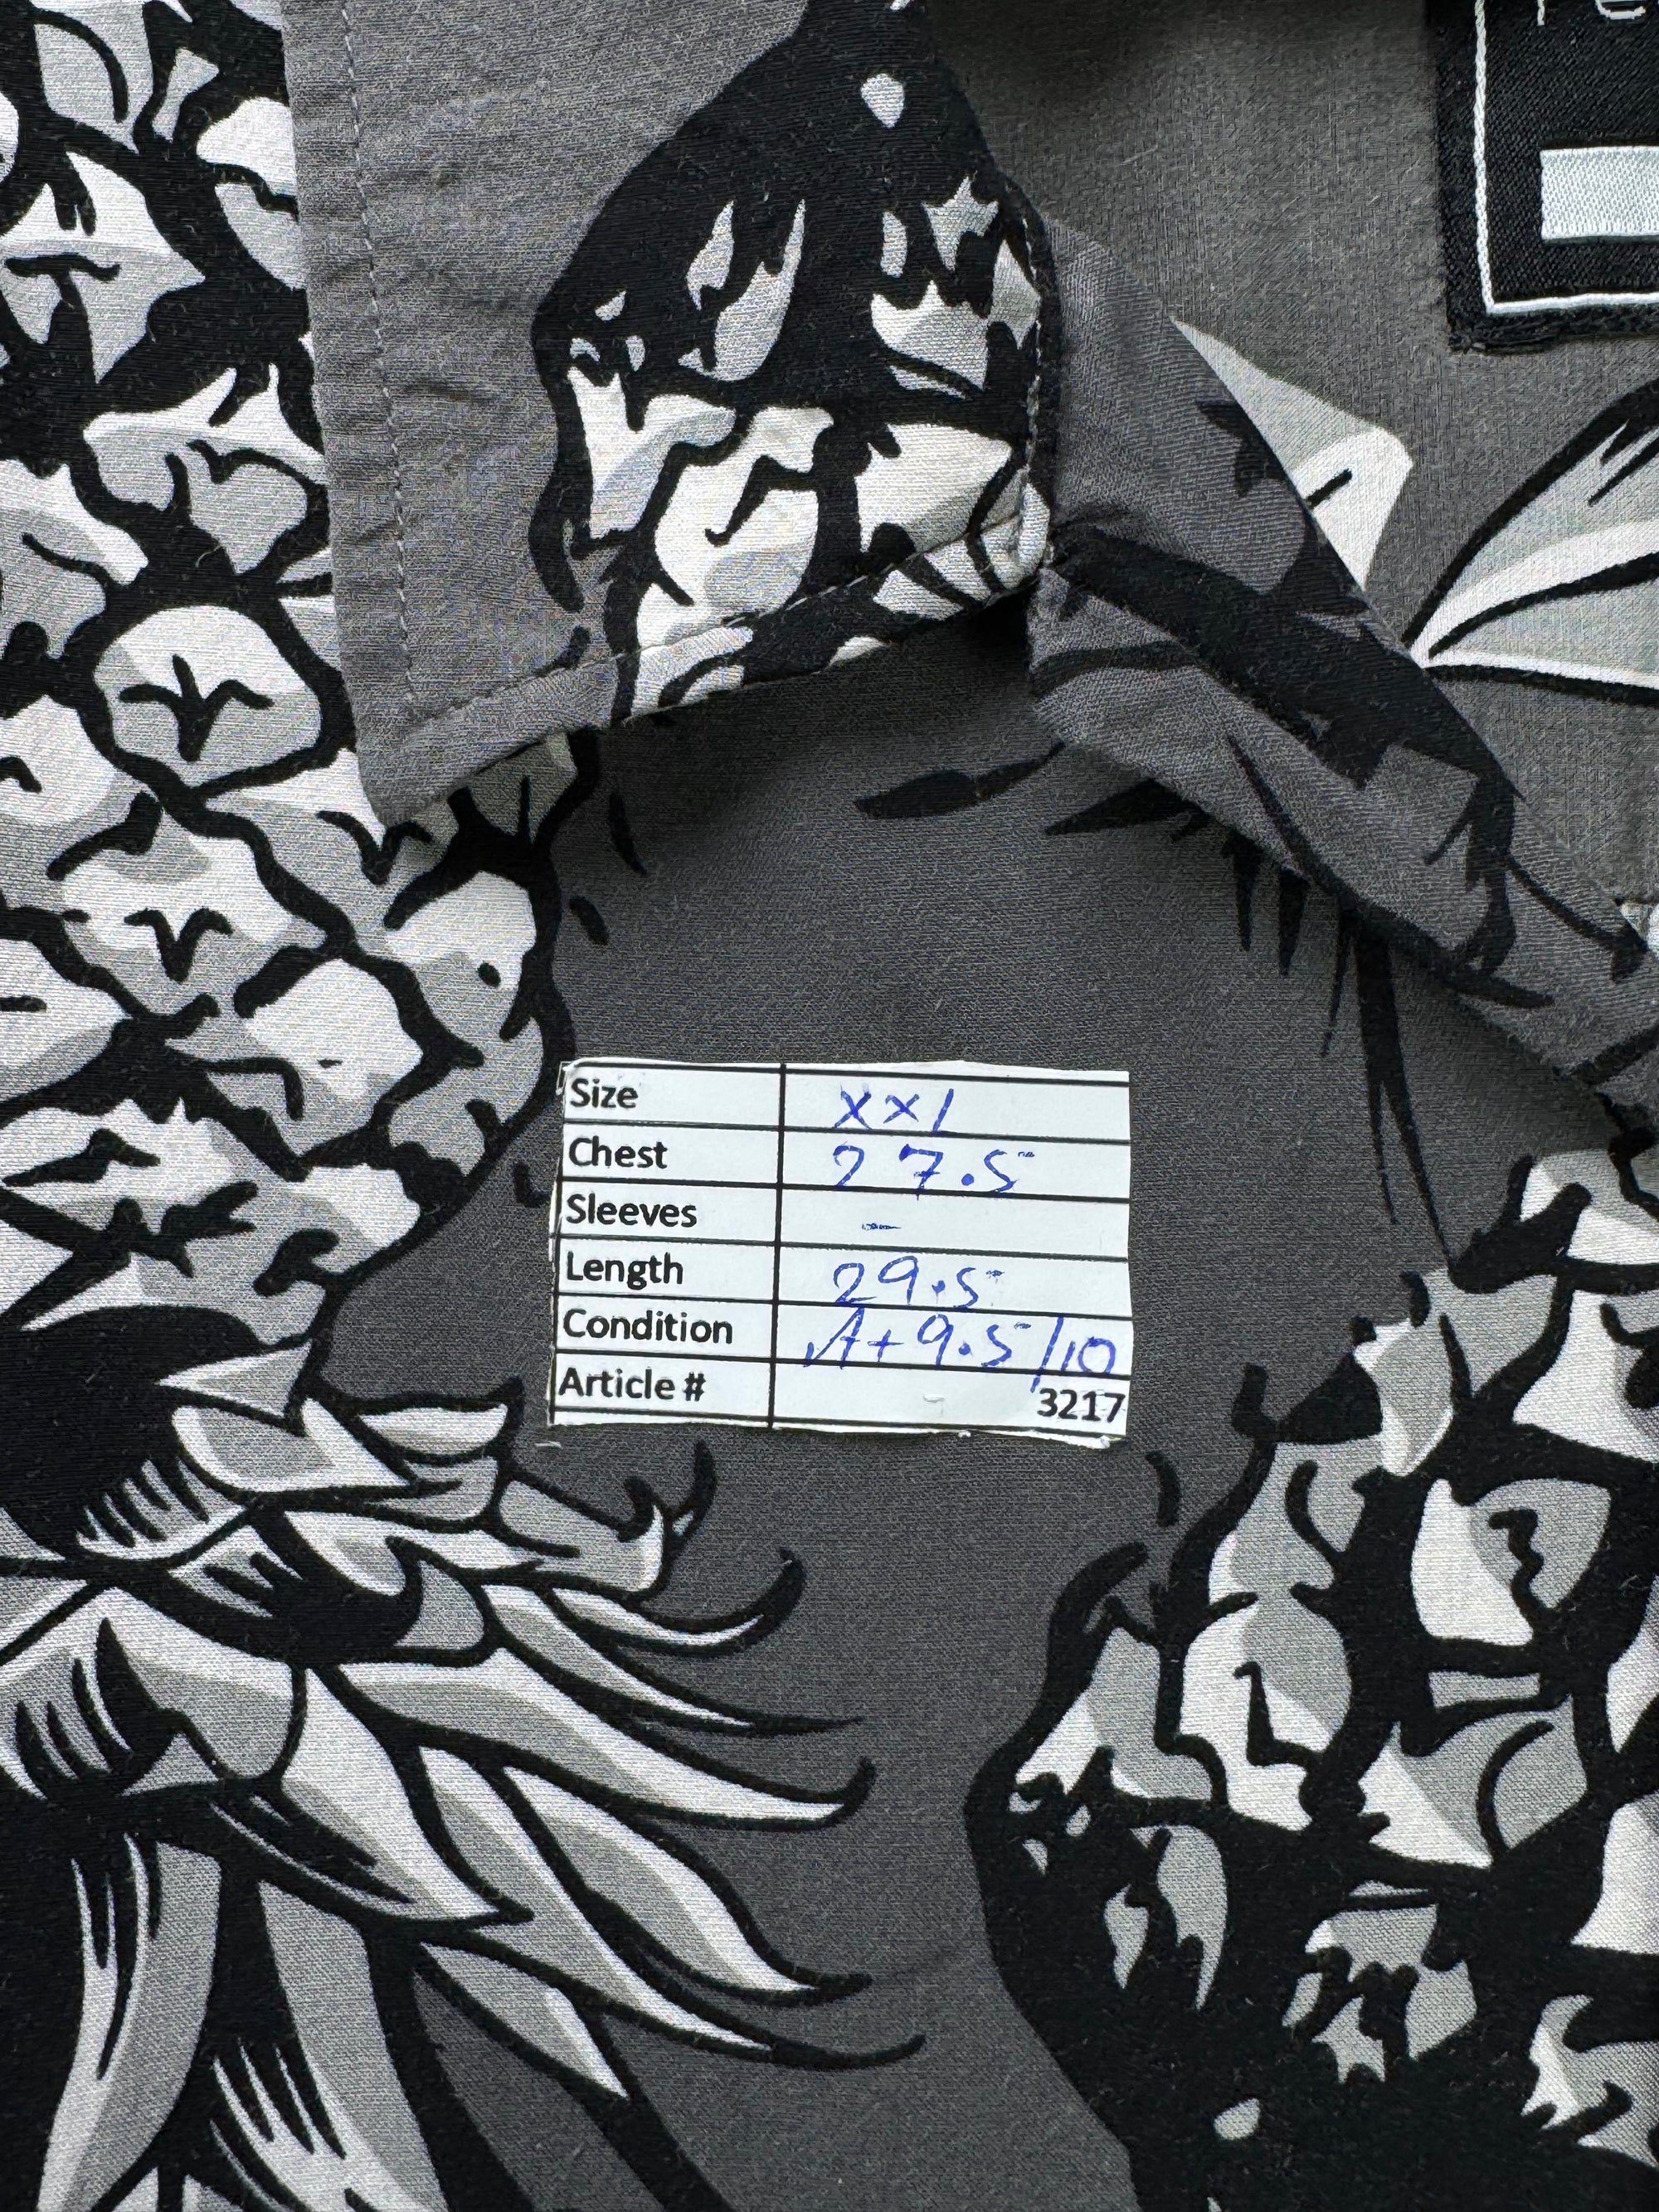 Size xxl
Chest 27.5
Sleeves -
Length 29.5
Condition A+ 9.5/10
Article # 3217